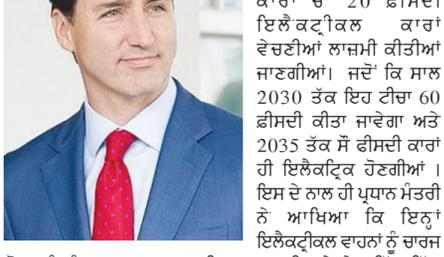 ਕਾਰਾਂ ਚੋਂ 20 ਫ਼ੀਸਦੀ
ਇਲੈਕਟ੍ਰੀਕਲ ਕਾਰਾਂ
ਵੇਚਣੀਆਂ ਲਾਜ਼ਮੀ ਕੀਤੀਆਂ
ਜਾਣਗੀਆਂ। ਜਦੋਂ ਕਿ ਸਾਲ
2030 ਤੱਕ ਇਹ ਟੀਚਾ 60
ਫ਼ੀਸਦੀ ਕੀਤਾ ਜਾਵੇਗਾ ਅਤੇ
2035 ਤੱਕ ਸੌ ਫੀਸਦੀ ਕਾਰਾਂ
ਹੀ ਇਲੈਕਟ੍ਰਿਕ ਹੋਣਗੀਆਂ ।
ਇਸ ਦੇ ਨਾਲ ਹੀ ਪ੍ਰਧਾਨ ਮੰਤਰੀ
ਨੇ ਆਖਿਆ ਕਿ ਇਨ੍ਹਾਂ
ਇਲੈਕਟ੍ਰੀਕਲ ਵਾਹਨਾਂ ਨੂੰ ਚਾਰਜ